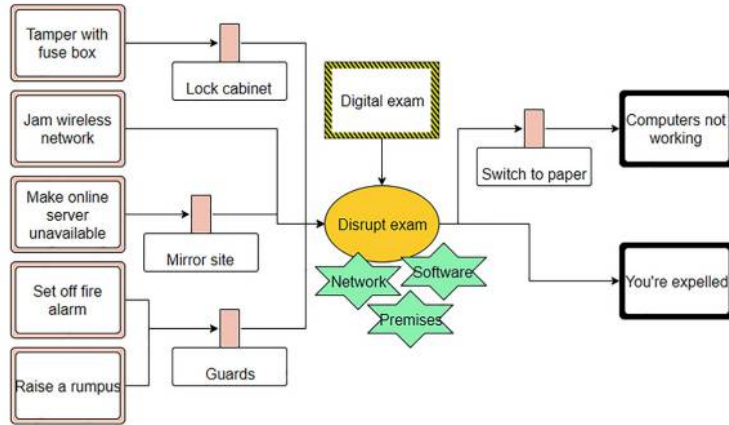 Tamper with
fuse box
Lock cabinet
Digital exam
Jam wireless
network
Computers not
working
Switch to paper
Make online
server
unavailable
Mirror site
Disrupt exam
Network
Software
Premises
You're expelled
Set off fire
alarm
Guards
Raise a rumpus